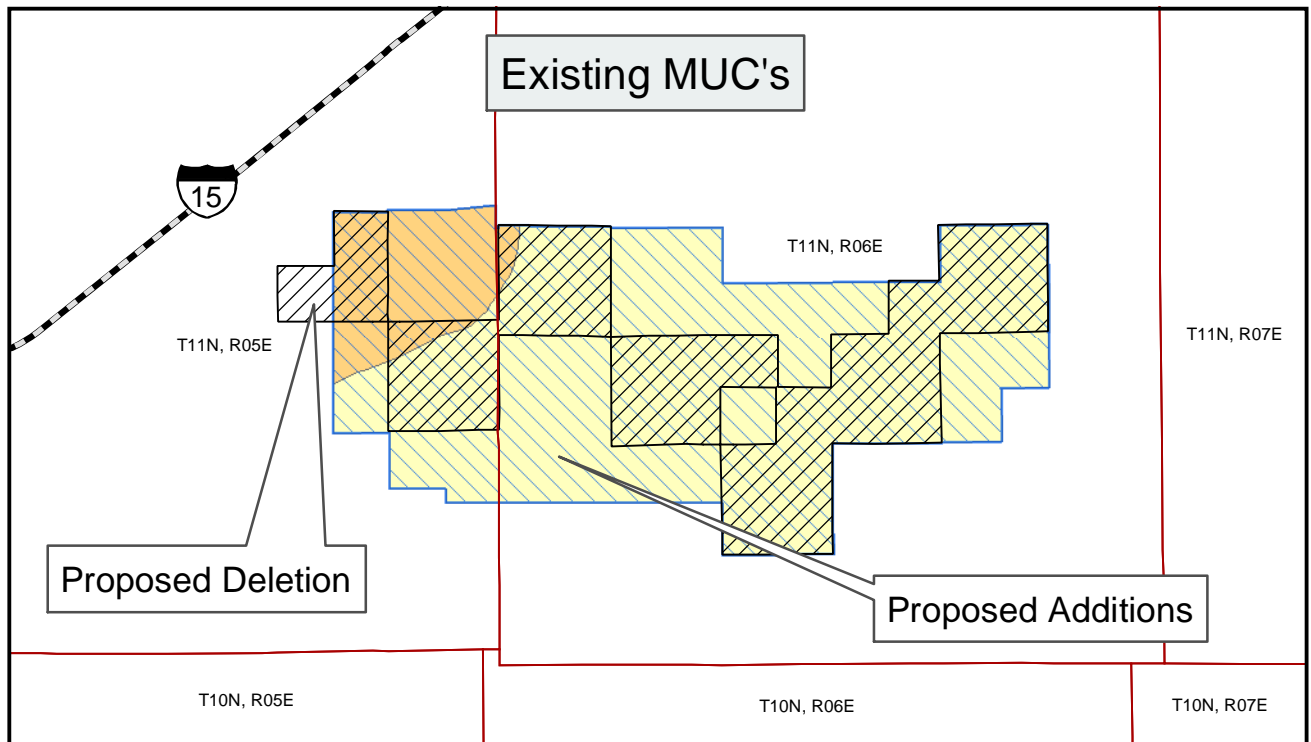 Existing MUC's
15
T11N, R06E
T11N, R05E
T11N, R07E
Proposed Deletion
Proposed Additions
T10N, R05E
T10N, R06E
T10N, R07E